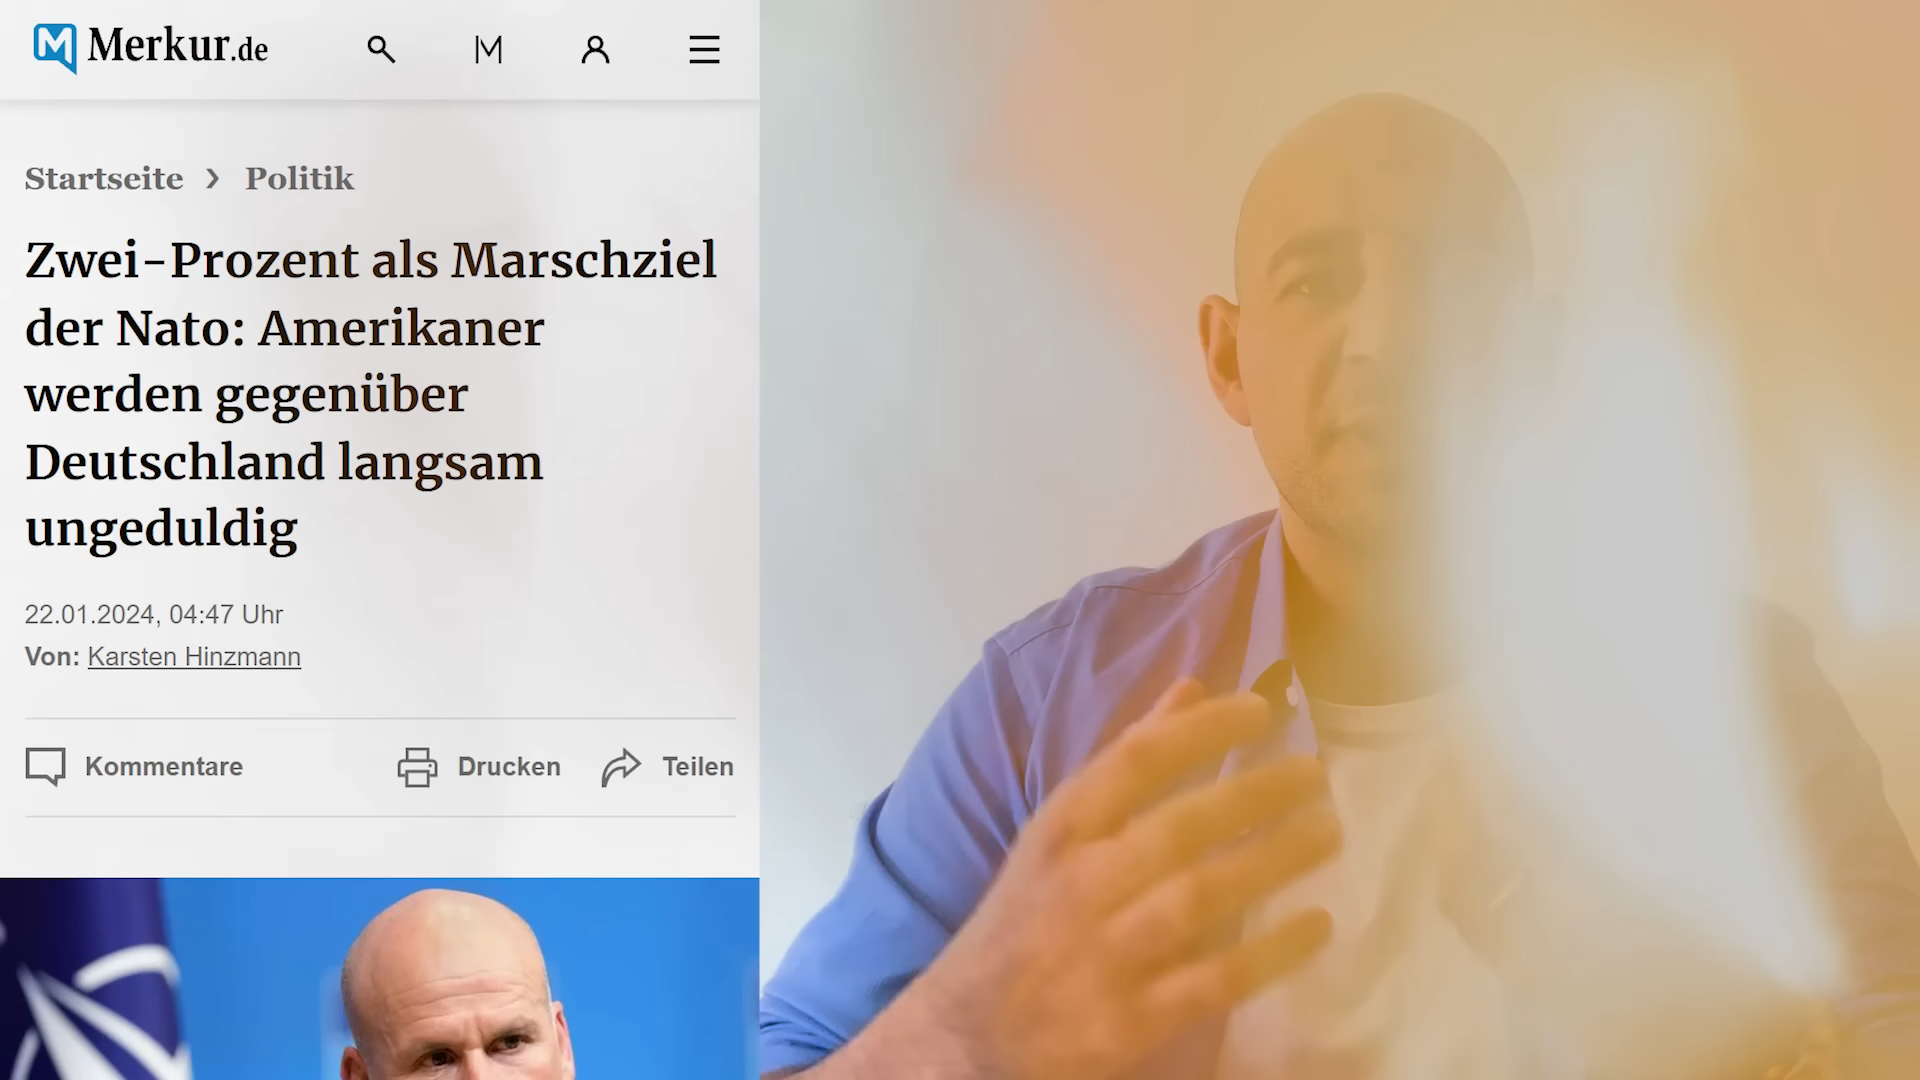 Merkur.de
Startseite > Politik
Zwei-Prozent als Marschziel
der Nato: Amerikaner
werden gegenüber
Deutschland langsam
ungeduldig
22.01.2024, 04:47 Uhr
Von: Karsten Hinzmann
Kommentare Drucken Teilen